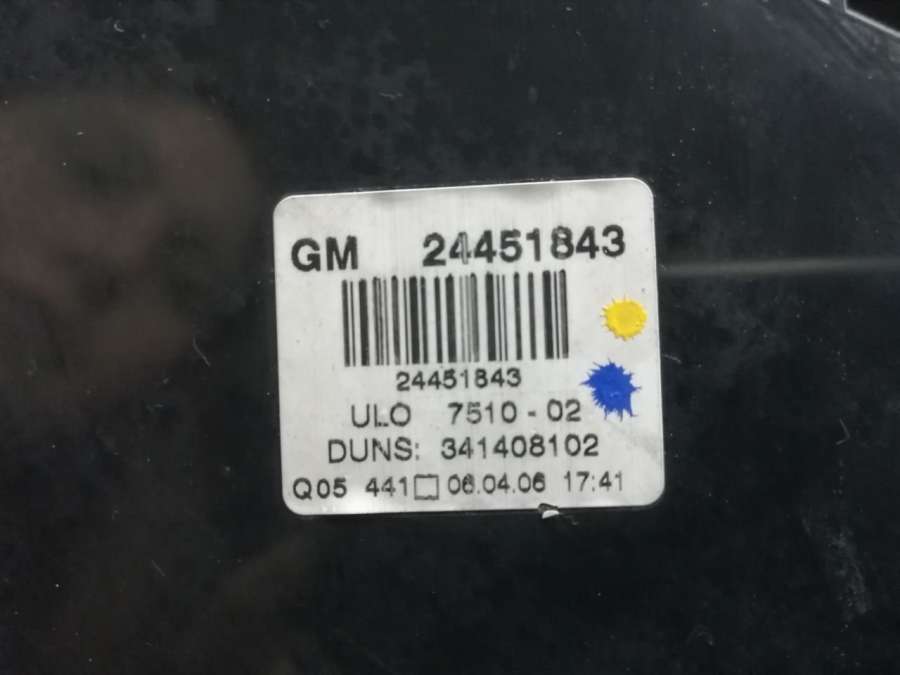 GM 24451843
24451843
ULO 7510 - 02
DUNS: 341408102
Q05 441□ 06.04.06 17:41